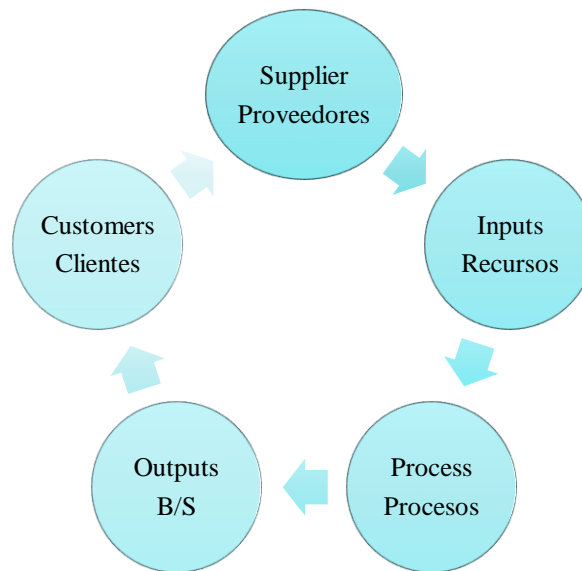 Supplier
Proveedores
Inputs
Recursos
Process
Procesos
Outputs
B/S
Customers
Clientes